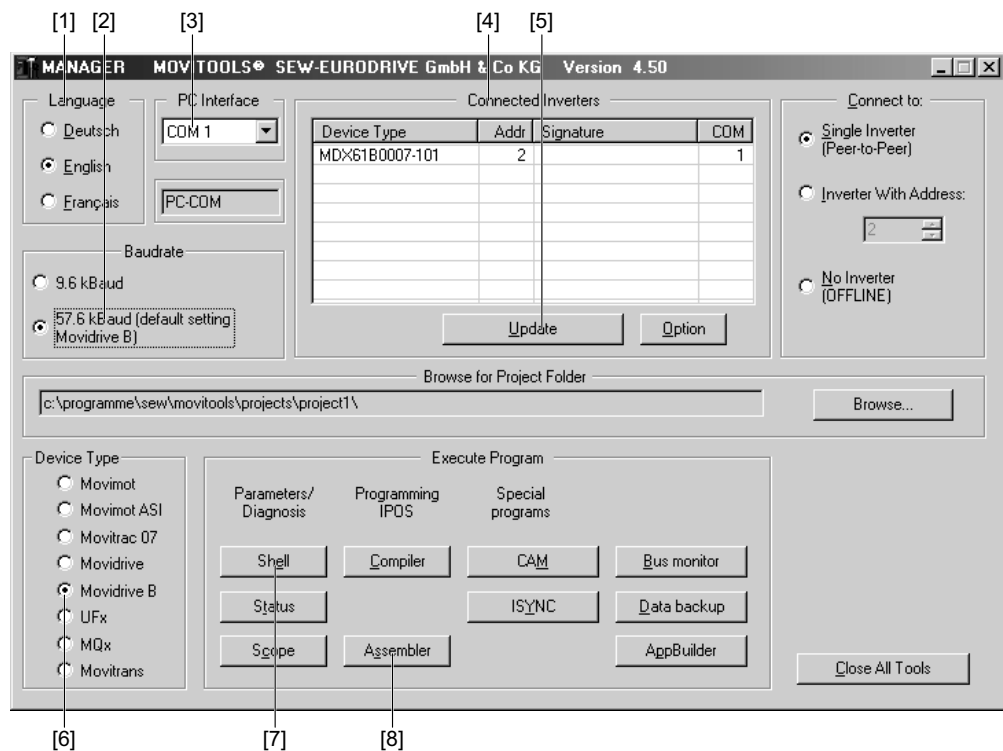 [1] [2] [3] [4] [5]
MANAGER MOVITOOLS® SEW-EURODRIVE GmbH & Co KG Version 4.50
Language
Deutsch
English
Français
PC Interface
COM 1
PC-COM
Baudrate
9.6 kBaud
57.6 kBaud (default setting
Movidrive B)
Connected Inverters
Device Type Addr Signature COM
MDX61B0007-101 2 1
Update Option
Connect to:
Single Inverter
(Peer-to-Peer)
Inverter With Address:
2
No Inverter
(OFFLINE)
Browse for Project Folder
c:\programme\sew\movitools\projects\project1\
Browse...
Device Type
Movimot
Movimot ASI
Movitrac 07
Movidrive
Movidrive B
UFx
MQx
Movitrans
Execute Program
Parameters/
Diagnosis
Programming
IPOS
Special
programs
Shell Compiler CAM Bus monitor
Status ISYNC Data backup
Scope Assembler AppBuilder
Close All Tools
[6] [7] [8]